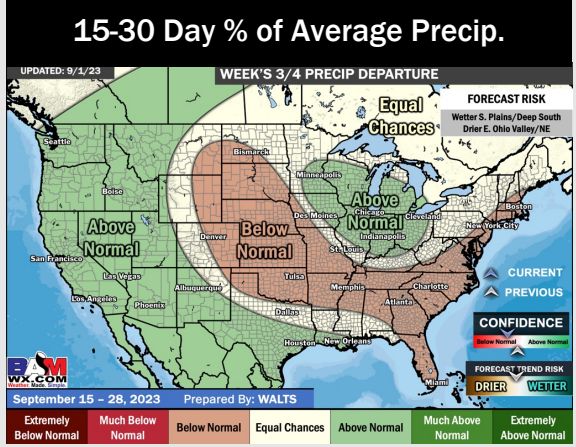 15-30 Day % of Average Precip.
UPDATED: 9/1/23
WEEK'S 3/4 PRECIP DEPARTURE
FORECAST RISK
Wetter S. Plains/Deep South
Drier E. Ohio Valley/NE
Equal
Chances
Seattle
Bismarck
Minneapolis
Boise
Above
Normal
Chicago
Cleveland
Boston
New York City
Des Moines
Indianapolis
Above
Normal
Below
Normal
Denver
St. Louis
San Francisco
Las Vegas
Tulsa
Los Angeles
Phoenix
Albuquerque
Memphis
Charlotte
Atlanta
Dallas
Houston
New Orleans
Miami
CURRENT
PREVIOUS
CONFIDENCE
Below Normal
Above Normal
FORECAST TREND RISK
DRIER
WETTER
BAM
WX.COM
Weather. Made. Simple.
September 15 – 28, 2023 Prepared By: WALTS
Extremely
Below Normal
Much Below
Normal
Below Normal
Equal Chances
Above Normal
Much Above
Normal
Extremely
Above Normal